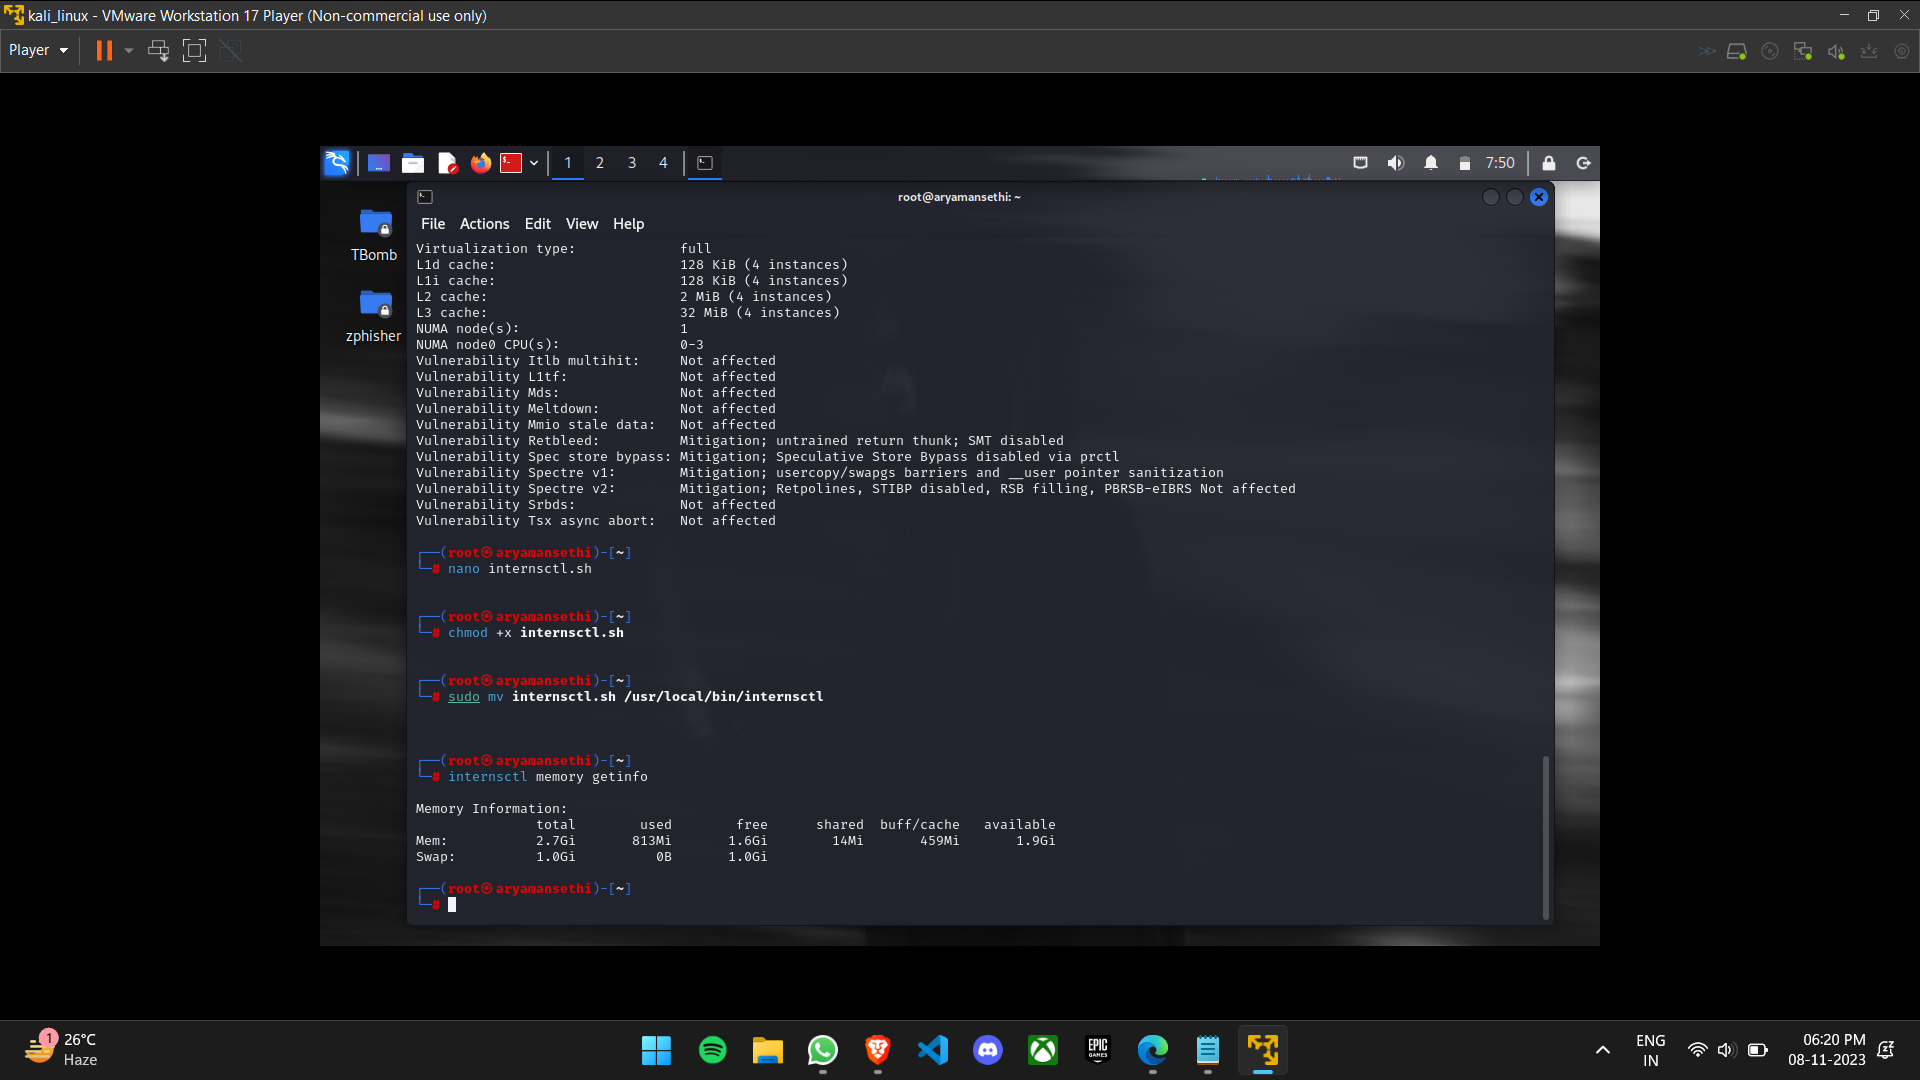 kali_linux - VMware Workstation 17 Player (Non-commercial use only)
Player
1 2 3 4 7:50
root@aryamansethi: ~
File Actions Edit View Help
TBomb
zphisher
Virtualization type: full
L1d cache: 128 KiB (4 instances)
L1i cache: 128 KiB (4 instances)
L2 cache: 2 MiB (4 instances)
L3 cache: 32 MiB (4 instances)
NUMA node(s): 1
NUMA node0 CPU(s): 0-3
Vulnerability Itlb multihit: Not affected
Vulnerability L1tf: Not affected
Vulnerability Mds: Not affected
Vulnerability Meltdown: Not affected
Vulnerability Mmio stale data: Not affected
Vulnerability Retbleed: Mitigation; untrained return thunk; SMT disabled
Vulnerability Spec store bypass: Mitigation; Speculative Store Bypass disabled via prctl
Vulnerability Spectre v1: Mitigation; usercopy/swapgs barriers and __user pointer sanitization
Vulnerability Spectre v2: Mitigation; Retpolines, STIBP disabled, RSB filling, PBRSB-eIBRS Not affected
Vulnerability Srbds: Not affected
Vulnerability Tsx async abort: Not affected
┌──(root㉿aryamansethi)-[~]
└─# nano internsctl.sh
┌──(root㉿aryamansethi)-[~]
└─# chmod +x internsctl.sh
┌──(root㉿aryamansethi)-[~]
└─# sudo mv internsctl.sh /usr/local/bin/internsctl
┌──(root㉿aryamansethi)-[~]
└─# internsctl memory getinfo
Memory Information:
total used free shared buff/cache available
Mem: 2.7Gi 813Mi 1.6Gi 14Mi 459Mi 1.9Gi
Swap: 1.0Gi 0B 1.0Gi
┌──(root㉿aryamansethi)-[~]
└─#
1
26°C
Haze
EPIC
GAMES
ENG
IN
06:20 PM
08-11-2023